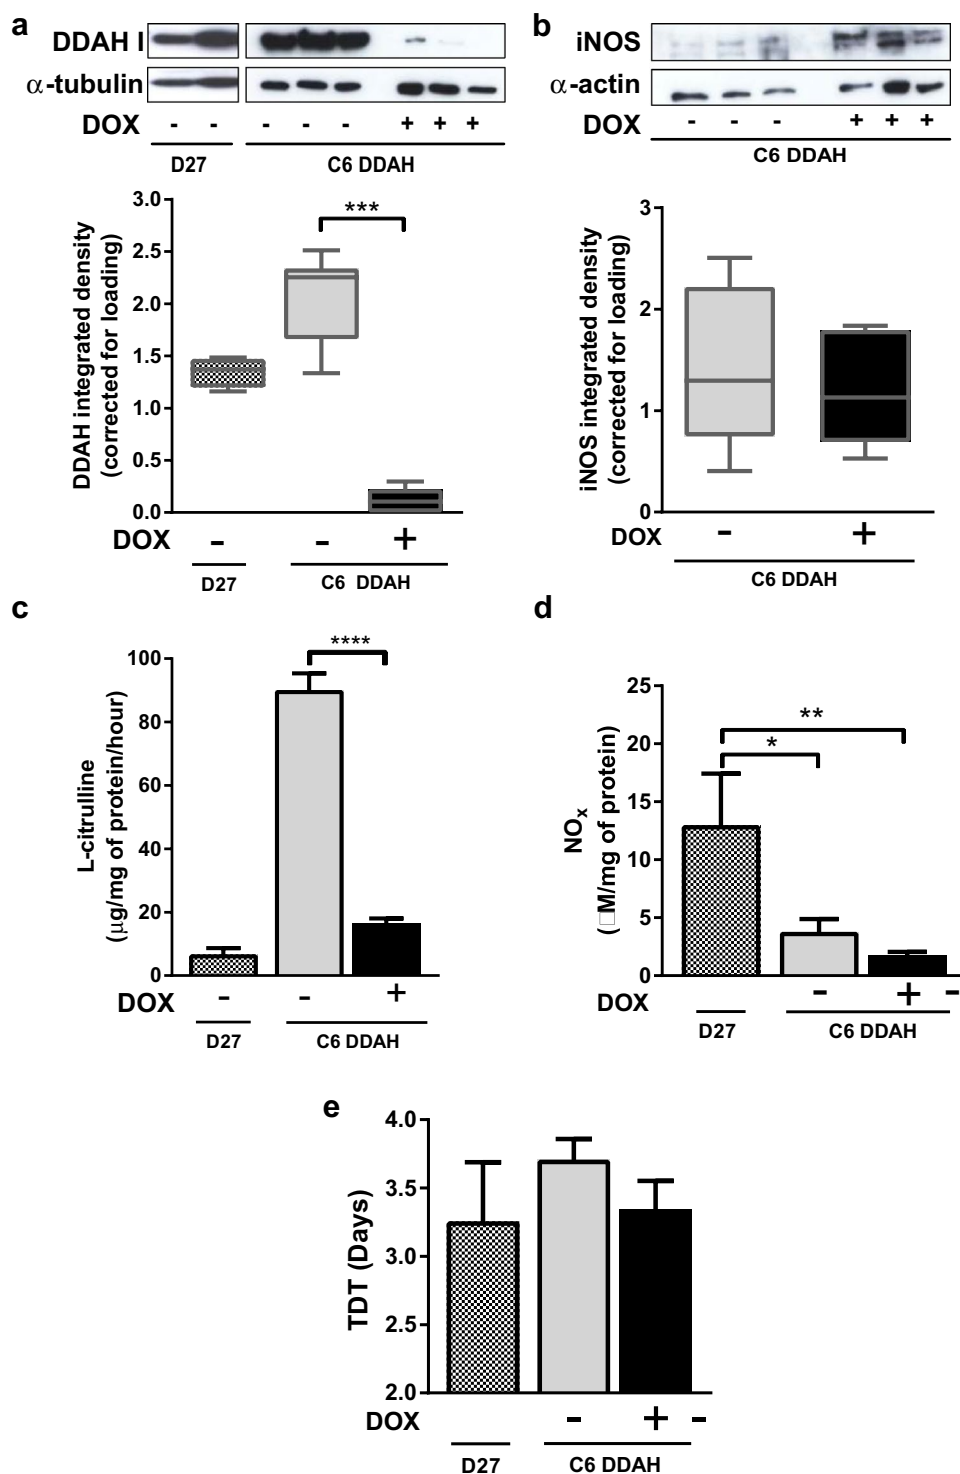 a
DDAH I
α-tubulin
DOX - - - - - + + +
D27 C6 DDAH
3.0
2.5
2.0
1.5
1.0
0.5
0.0
DDAH integrated density
(corrected for loading)
***
DOX - - +
D27 C6 DDAH
b
iNOS
α-actin
DOX - - - + + +
C6 DDAH
3
2
1
0
iNOS integrated density
(corrected for loading)
DOX - +
C6 DDAH
c
100
80
60
40
20
0
L-citrulline
(μg/mg of protein/hour)
****
DOX - - +
D27 C6 DDAH
d
25
20
15
10
5
0
NOx
(□M/mg of protein)
**
*
DOX - + -
D27 C6 DDAH
e
4.0
3.5
3.0
2.5
2.0
TDT (Days)
DOX - + -
D27 C6 DDAH